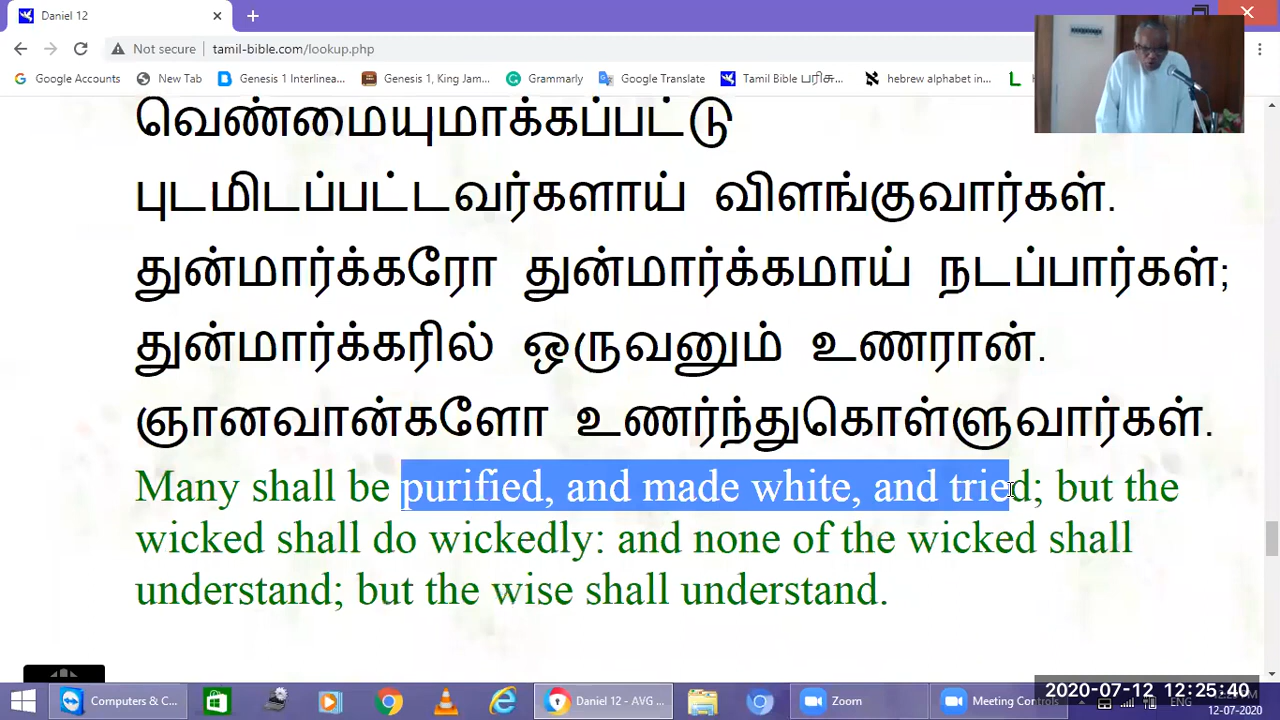 Daniel 12
Not secure | tamil-bible.com/lookup.php
Google Accounts New Tab Genesis 1 Interlinea... Genesis 1, King Jam... Grammarly Google Translate Tamil Bible பரிசு... hebrew alphabet in...
வெண்மையுமாக்கப்பட்டு
புடமிடப்பட்டவர்களாய் விளங்குவார்கள்.
துன்மார்க்கரோ துன்மார்க்கமாய் நடப்பார்கள்;
துன்மார்க்கரில் ஒருவனும் உணரான்.
ஞானவான்களோ உணர்ந்துகொள்ளுவார்கள்.
Many shall be purified, and made white, and tried; but the
wicked shall do wickedly: and none of the wicked shall
understand; but the wise shall understand.
Computers & C... Daniel 12 - AVG ... Zoom Meeting Controls ENG
2020-07-12 12:25:40
12-07-2020